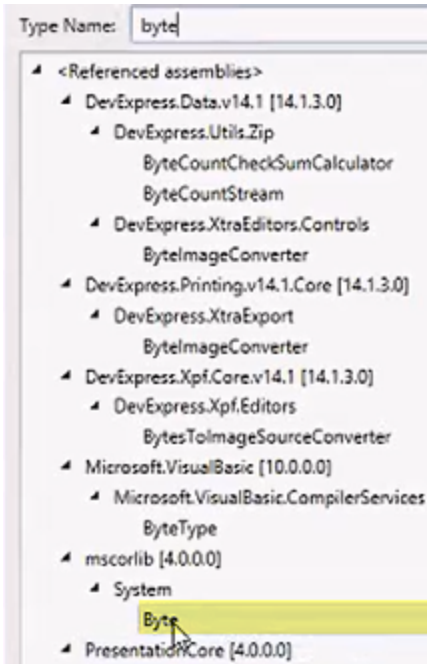 Type Name: byte
<Referenced assemblies>
DevExpress.Data.v14.1 [14.1.3.0]
DevExpress.Utils.Zip
ByteCountCheckSumCalculator
ByteCountStream
DevExpress.XtraEditors.Controls
ByteImageConverter
DevExpress.Printing.v14.1.Core [14.1.3.0]
DevExpress.XtraExport
ByteImageConverter
DevExpress.Xpf.Core.v14.1 [14.1.3.0]
DevExpress.Xpf.Editors
BytesToImageSourceConverter
Microsoft.VisualBasic [10.0.0.0]
Microsoft.VisualBasic.CompilerServices
ByteType
mscorlib [4.0.0.0]
System
Byte
PresentationCore [4.0.0.0]